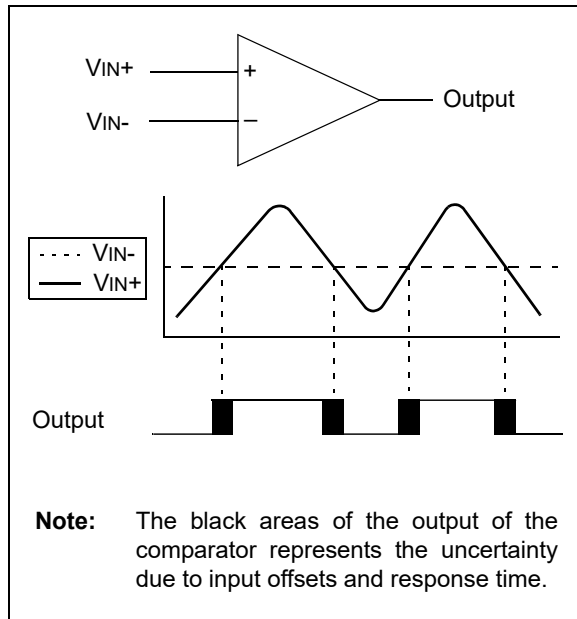 VIN+
+
Output
VIN-
–
VIN-
VIN+
Output
Note: The black areas of the output of the
comparator represents the uncertainty
due to input offsets and response time.